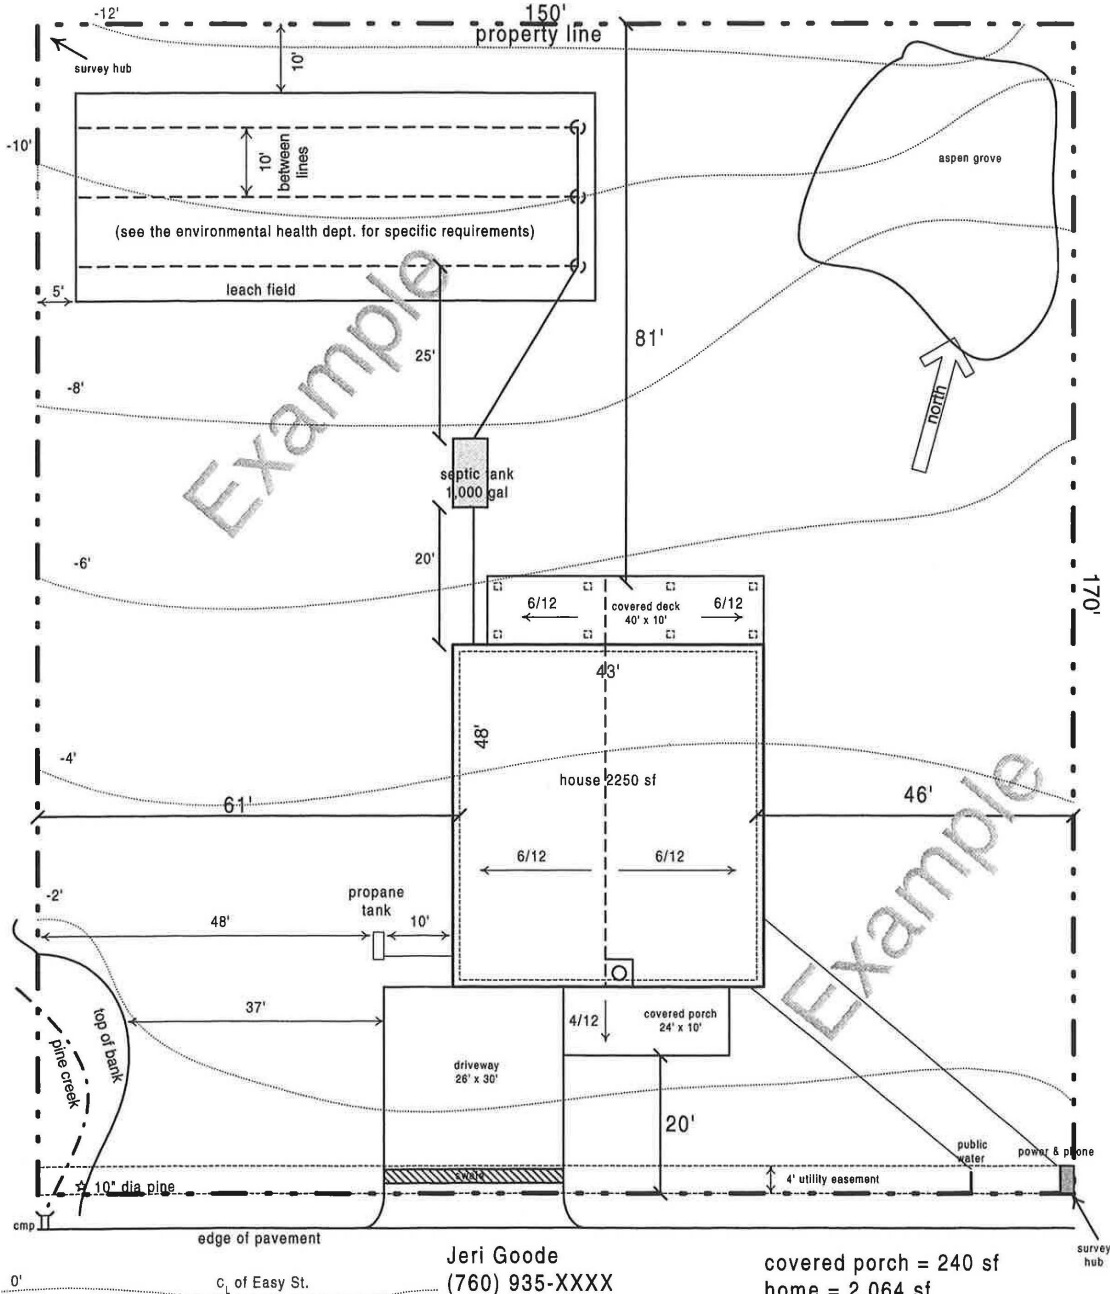 -12'
150'
property line
survey hub
10'
-10'
10'
between
lines
aspen grove
(see the environmental health dept. for specific requirements)
5'
leach field
Example
81'
25'
-8'
north
septic tank
1,000 gal
20'
-6'
170'
6/12
covered deck
40' x 10'
6/12
43'
48'
-4'
house 2250 sf
61'
46'
Example
6/12
6/12
-2'
propane
tank
48'
10'
37'
top of bank
pine creek
4/12
covered porch
24' x 10'
driveway
26' x 30'
20'
public
water
power & phone
10" dia pine
swale
4' utility easement
cmp
edge of pavement
survey
hub
0'
CL of Easy St.
Jeri Goode
(760) 935-XXXX
covered porch = 240 sf
home = 2,064 sf